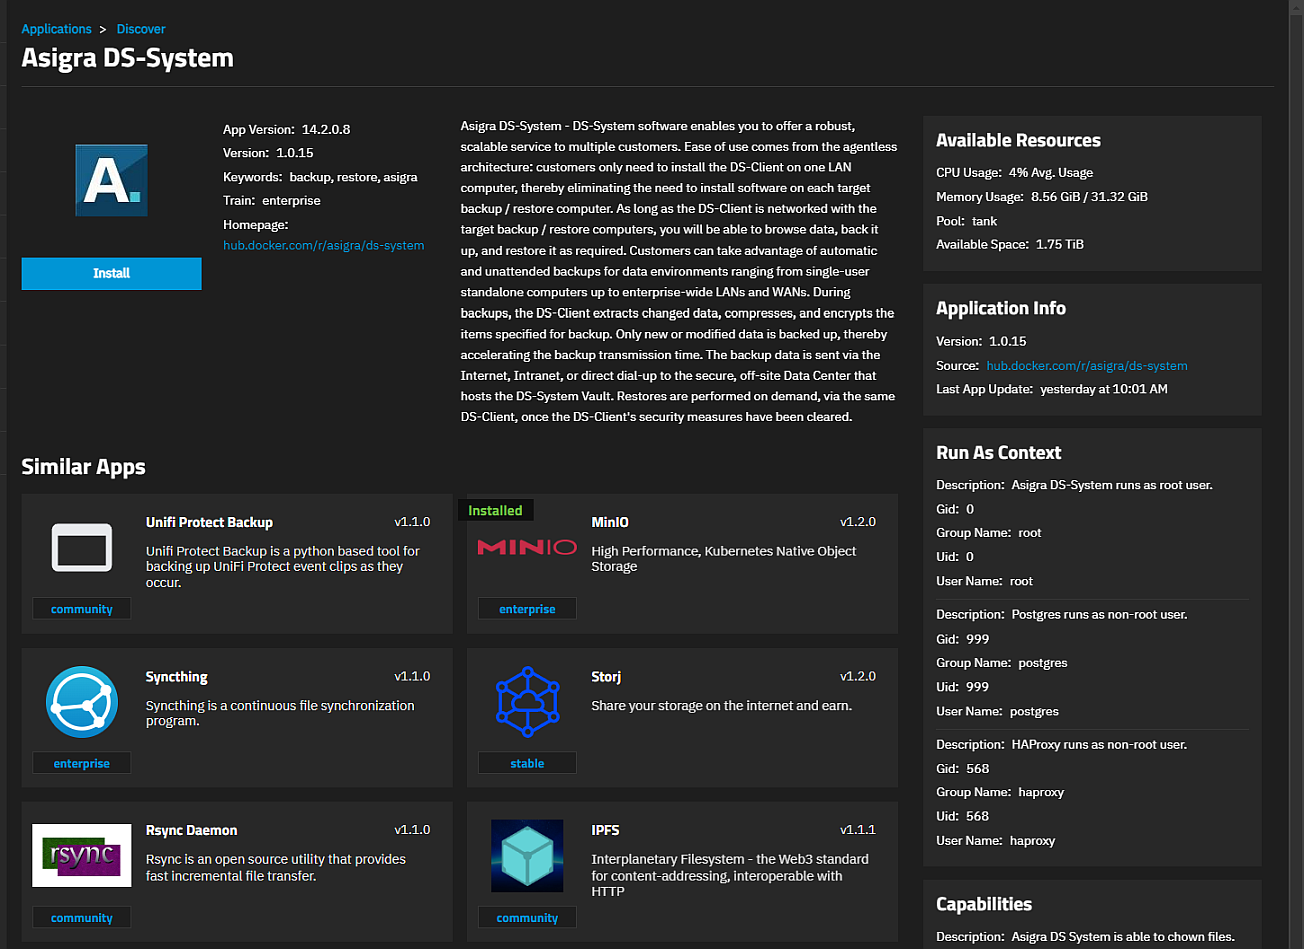 Applications > Discover
Asigra DS-System
A.
Install
App Version: 14.2.0.8
Version: 1.0.15
Keywords: backup, restore, asigra
Train: enterprise
Homepage:
hub.docker.com/r/asigra/ds-system
Asigra DS-System - DS-System software enables you to offer a robust,
scalable service to multiple customers. Ease of use comes from the agentless
architecture: customers only need to install the DS-Client on one LAN
computer, thereby eliminating the need to install software on each target
backup / restore computer. As long as the DS-Client is networked with the
target backup / restore computers, you will be able to browse data, back it
up, and restore it as required. Customers can take advantage of automatic
and unattended backups for data environments ranging from single-user
standalone computers up to enterprise-wide LANs and WANs. During
backups, the DS-Client extracts changed data, compresses, and encrypts the
items specified for backup. Only new or modified data is backed up, thereby
accelerating the backup transmission time. The backup data is sent via the
Internet, Intranet, or direct dial-up to the secure, off-site Data Center that
hosts the DS-System Vault. Restores are performed on demand, via the same
DS-Client, once the DS-Client's security measures have been cleared.
Similar Apps
Unifi Protect Backup v1.1.0
Unifi Protect Backup is a python based tool for
backing up UniFi Protect event clips as they
occur.
community
Installed
MINIO
MinIO v1.2.0
High Performance, Kubernetes Native Object
Storage
enterprise
Syncthing v1.1.0
Syncthing is a continuous file synchronization
program.
enterprise
Storj v1.2.0
Share your storage on the internet and earn.
stable
rsync
Rsync Daemon v1.1.0
Rsync is an open source utility that provides
fast incremental file transfer.
community
IPFS v1.1.1
Interplanetary Filesystem - the Web3 standard
for content-addressing, interoperable with
HTTP
community
Available Resources
CPU Usage: 4% Avg. Usage
Memory Usage: 8.56 GiB / 31.32 GiB
Pool: tank
Available Space: 1.75 TiB
Application Info
Version: 1.0.15
Source: hub.docker.com/r/asigra/ds-system
Last App Update: yesterday at 10:01 AM
Run As Context
Description: Asigra DS-System runs as root user.
Gid: 0
Group Name: root
Uid: 0
User Name: root
Description: Postgres runs as non-root user.
Gid: 999
Group Name: postgres
Uid: 999
User Name: postgres
Description: HAProxy runs as non-root user.
Gid: 568
Group Name: haproxy
Uid: 568
User Name: haproxy
Capabilities
Description: Asigra DS System is able to chown files.